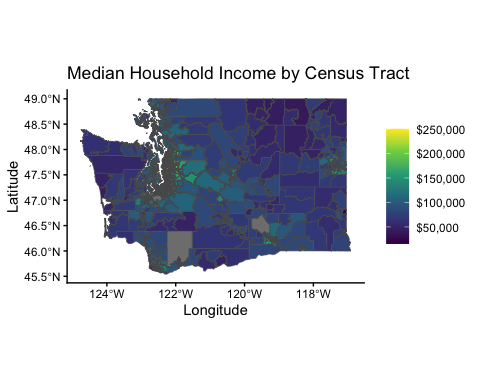 Median Household Income by Census Tract
49.0°N
48.5°N
48.0°N
47.5°N
47.0°N
46.5°N
46.0°N
45.5°N
Latitude
124°W 122°W 120°W 118°W
Longitude
$250,000
$200,000
$150,000
$100,000
$50,000